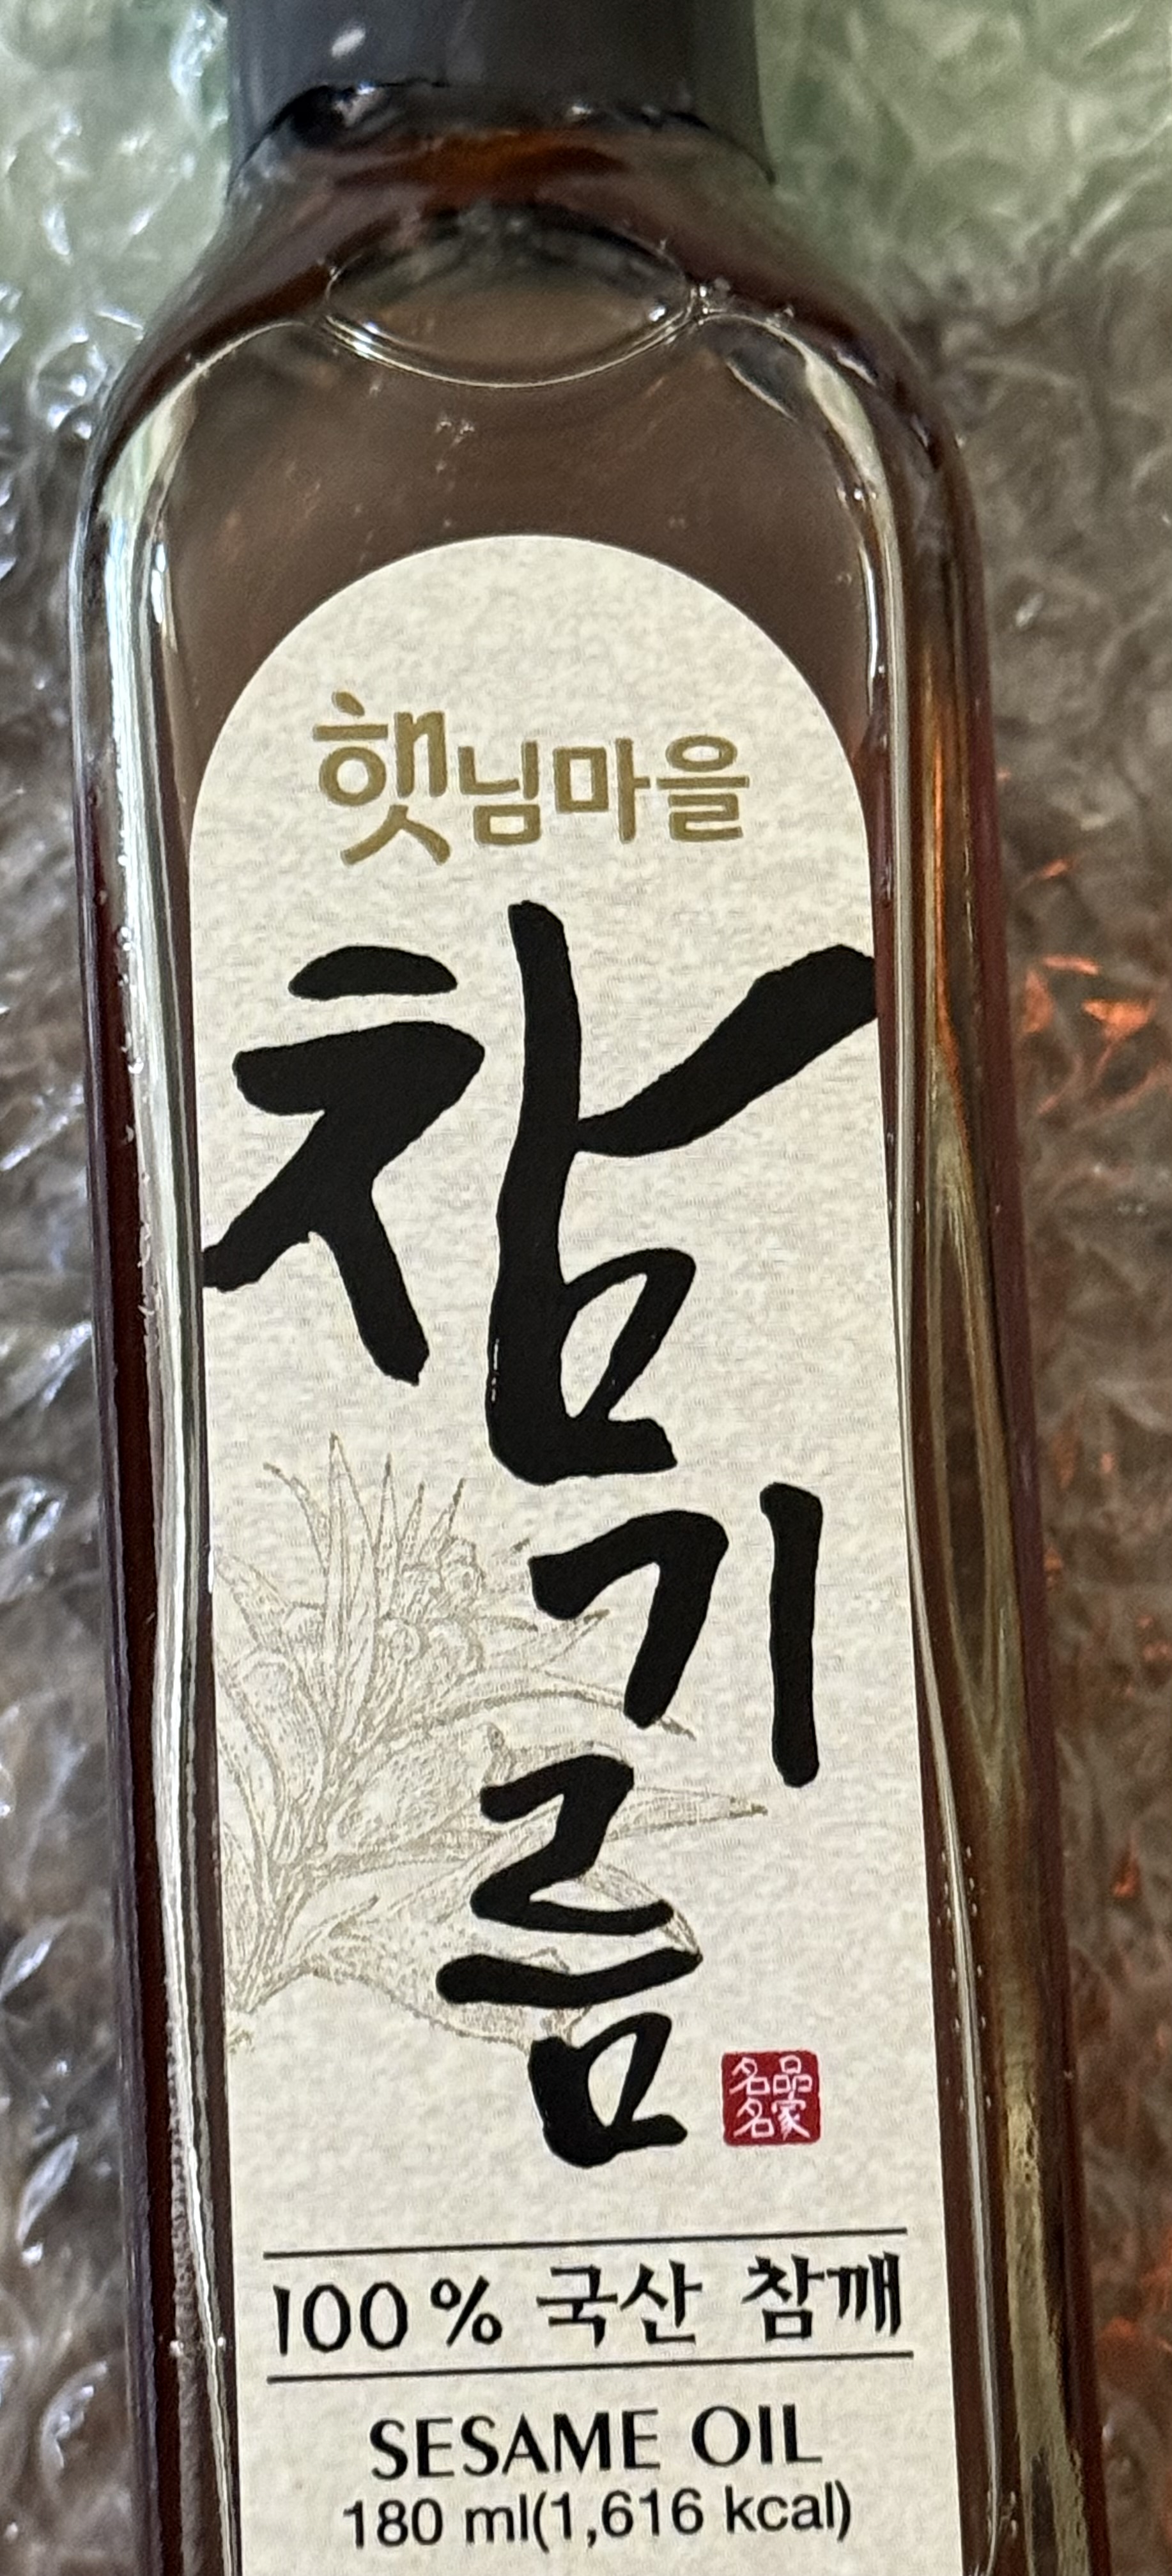 햇님마을
참기름
名品
名家
100% 국산 참깨
SESAME OIL
180 ml(1,616 kcal)